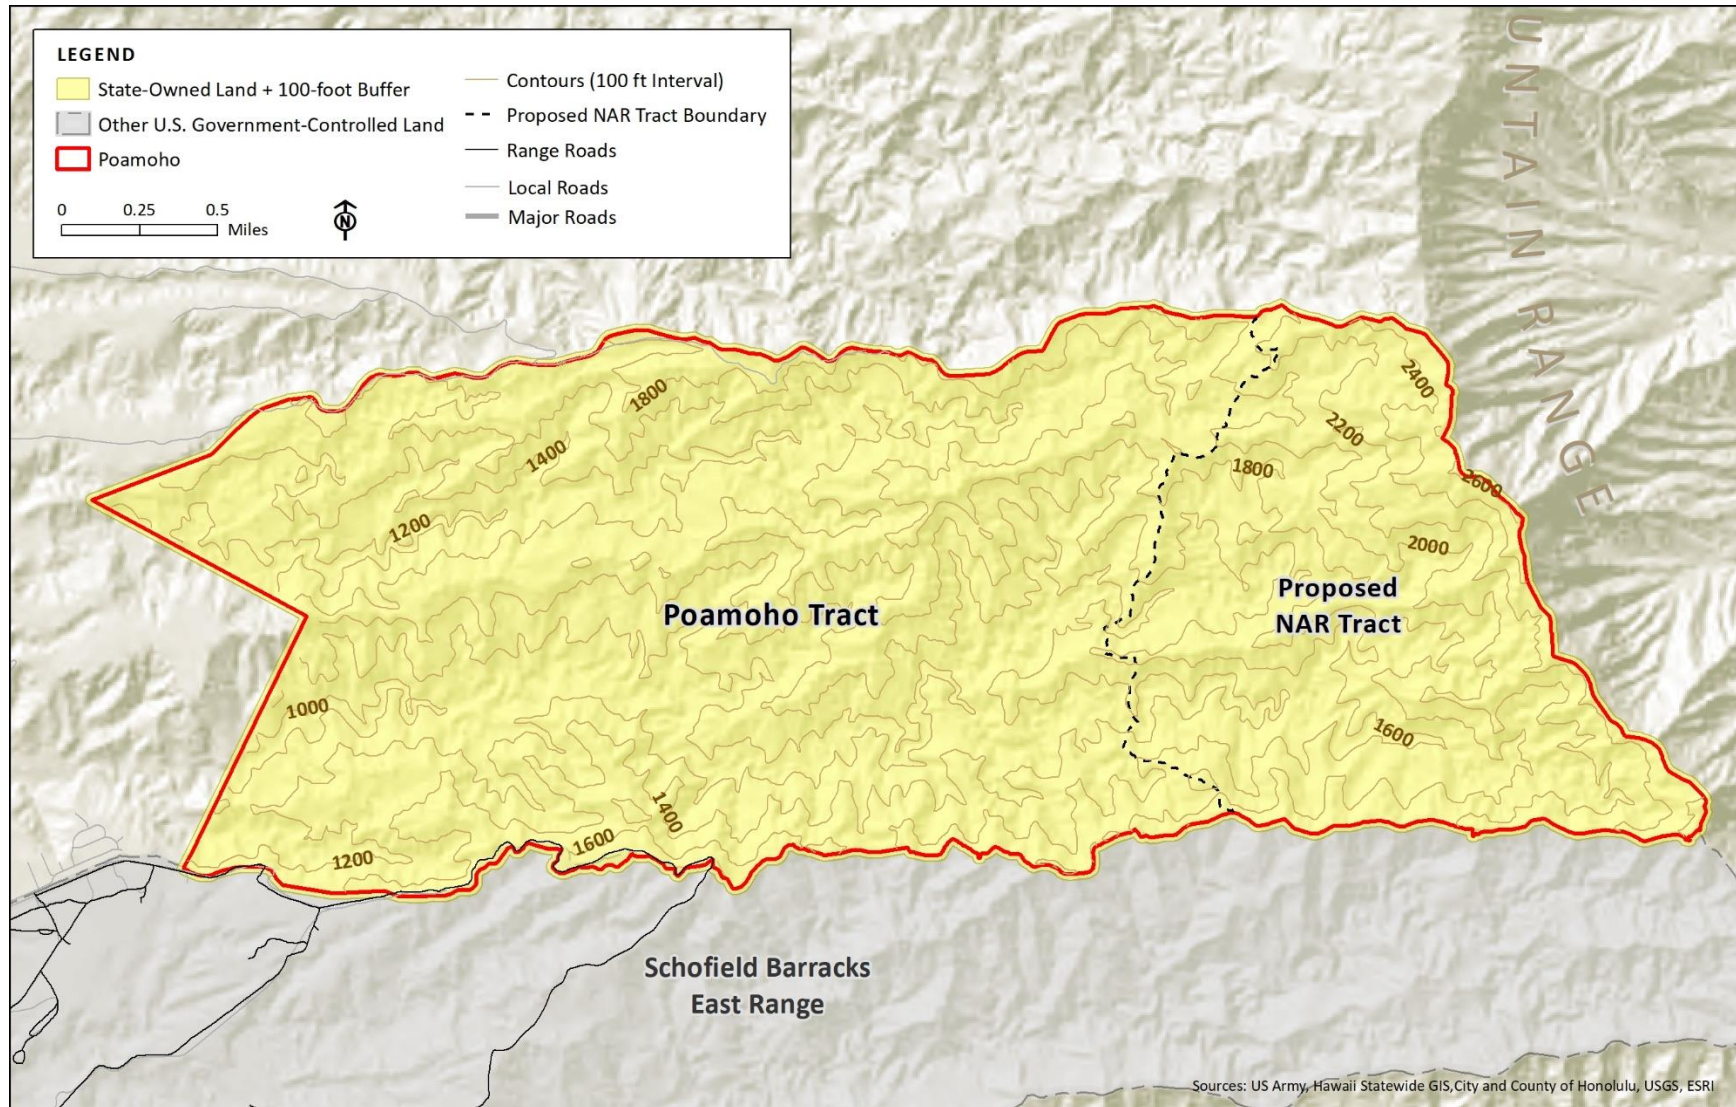 LEGEND
State-Owned Land + 100-foot Buffer
Other U.S. Government-Controlled Land
Poamoho
0 0.25 0.5
Miles
N
Contours (100 ft Interval)
Proposed NAR Tract Boundary
Range Roads
Local Roads
Major Roads
UNTAIN RANGE
1800
1400
1200
2400
2200
1800
2600
2000
Proposed
NAR Tract
Poamoho Tract
1000
1600
1400
1600
1200
Schofield Barracks
East Range
Sources: US Army, Hawaii Statewide GIS,City and County of Honolulu, USGS, ESRI